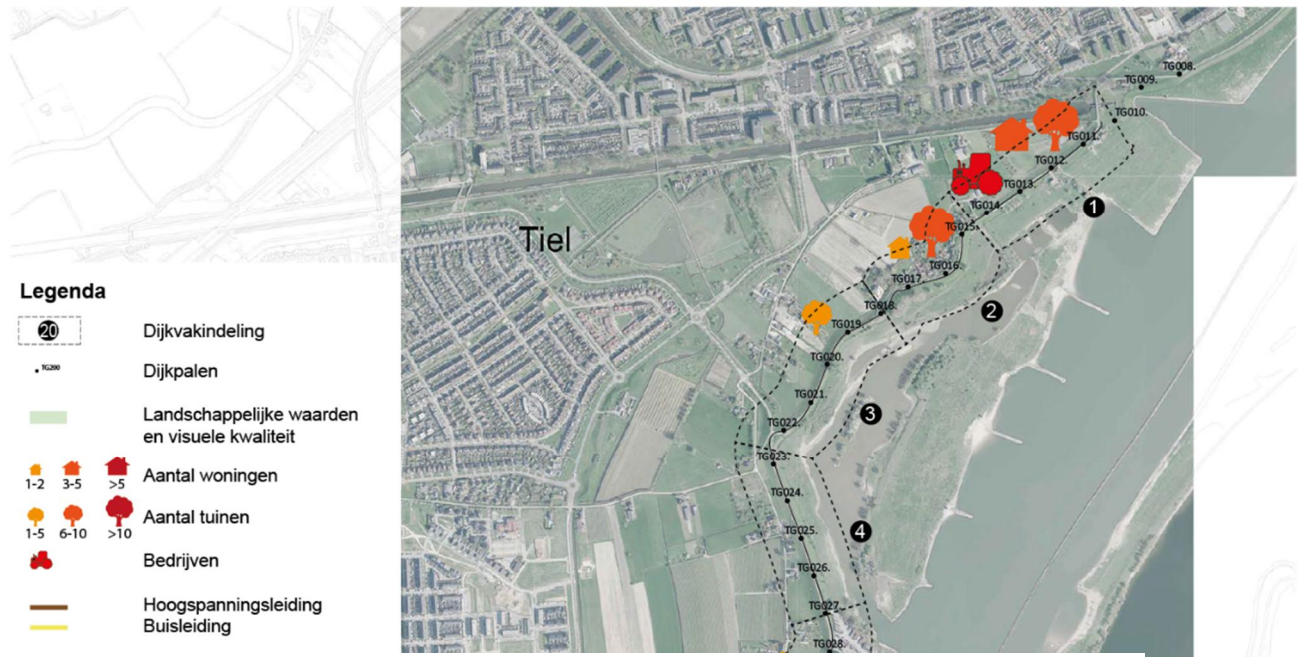 Tiel
TG008.
TG009.
TG010.
TG011.
TG012.
TG013.
TG014.
TG015.
TG016.
TG017.
TG018.
TG019.
TG020.
TG021.
TG022.
TG023.
TG024.
TG025.
TG026.
TG027.
TG028.
1
2
3
4
Legenda
20 Dijkvakindeling
TG200 Dijkpalen
Landschappelijke waarden
en visuele kwaliteit
Aantal woningen
1-2 3-5 >5
Aantal tuinen
1-5 6-10 >10
Bedrijven
Hoogspanningsleiding
Buisleiding